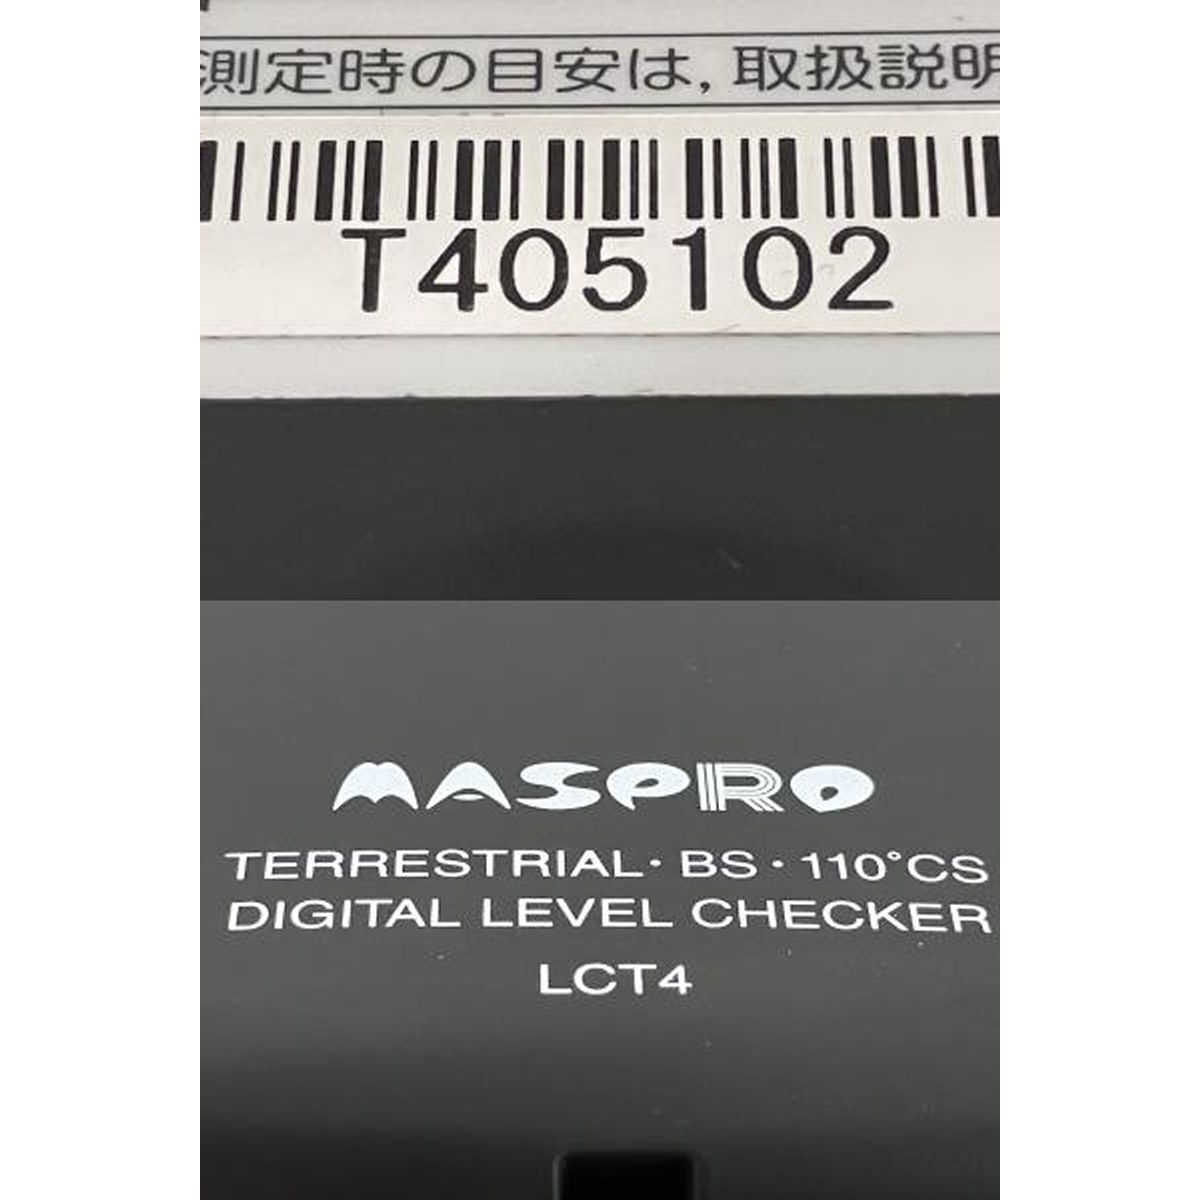 測定時の目安は，取扱説明
T405102
MASPRO
TERRESTRIAL・BS・110°CS
DIGITAL LEVEL CHECKER
LCT4